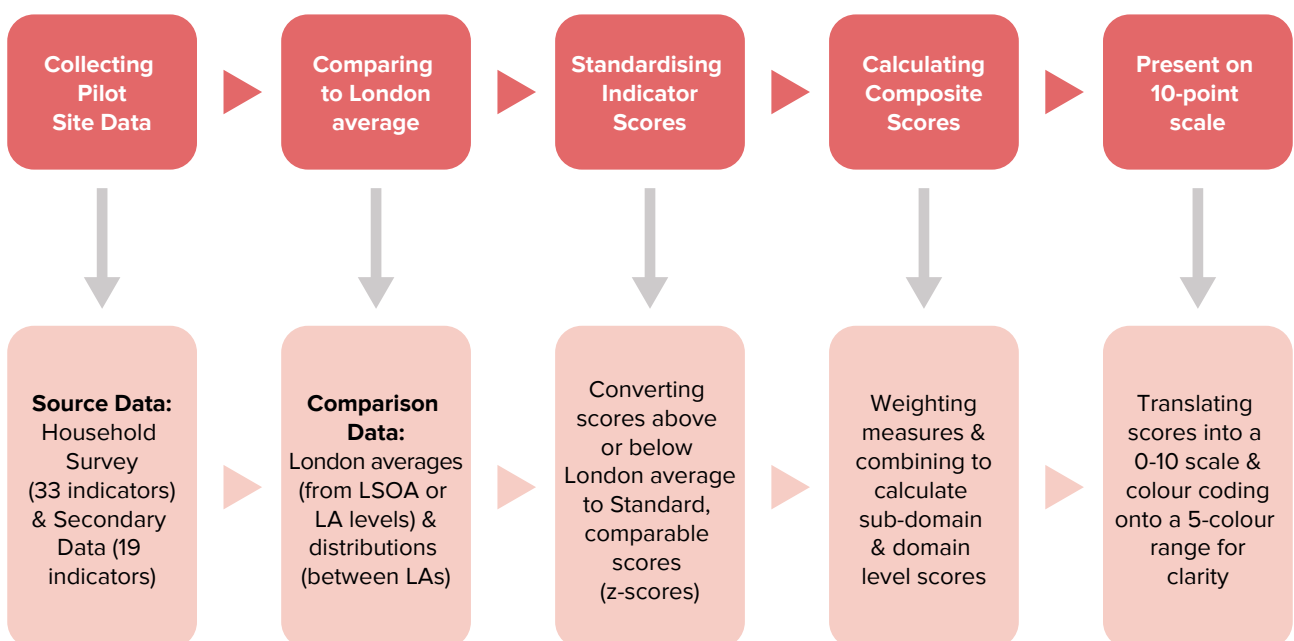 Collecting
Pilot
Site Data
Comparing
to London
average
Standardising
Indicator
Scores
Calculating
Composite
Scores
Present on
10-point
scale
Source Data:
Household
Survey
(33 indicators)
& Secondary
Data (19
indicators)
Comparison
Data:
London averages
(from LSOA or
LA levels) &
distributions
(between LAs)
Converting
scores above
or below
London average
to Standard,
comparable
scores
(z-scores)
Weighting
measures &
combining to
calculate
sub-domain
& domain
level scores
Translating
scores into a
0-10 scale &
colour coding
onto a 5-colour
range for
clarity